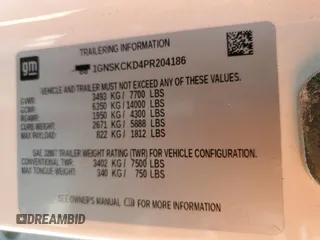 TRAILERING INFORMATION
gm
1GNSKCKD4PR204186
VEHICLE AND TRAILER MUST NOT EXCEED ANY OF THESE WEIGHTS
GVWR: 3493 KG / 7700 LBS
GCWR: 6350 KG / 14000 LBS
RGAWR: 1950 KG / 4300 LBS
CURB WEIGHT: 2671 KG / 5888 LBS
MAX PAYLOAD: 822 KG / 1812 LBS
SAE J2807 TRAILER WEIGHT RATING (TWR) FOR VEHICLE CONFIGURATION.
CONVENTIONAL TWR: 3402 KG / 7500 LBS
MAX TONGUE WEIGHT: 340 KG / 750 LBS
SEE OWNER'S MANUAL FOR MORE INFORMATION
DREAMBID